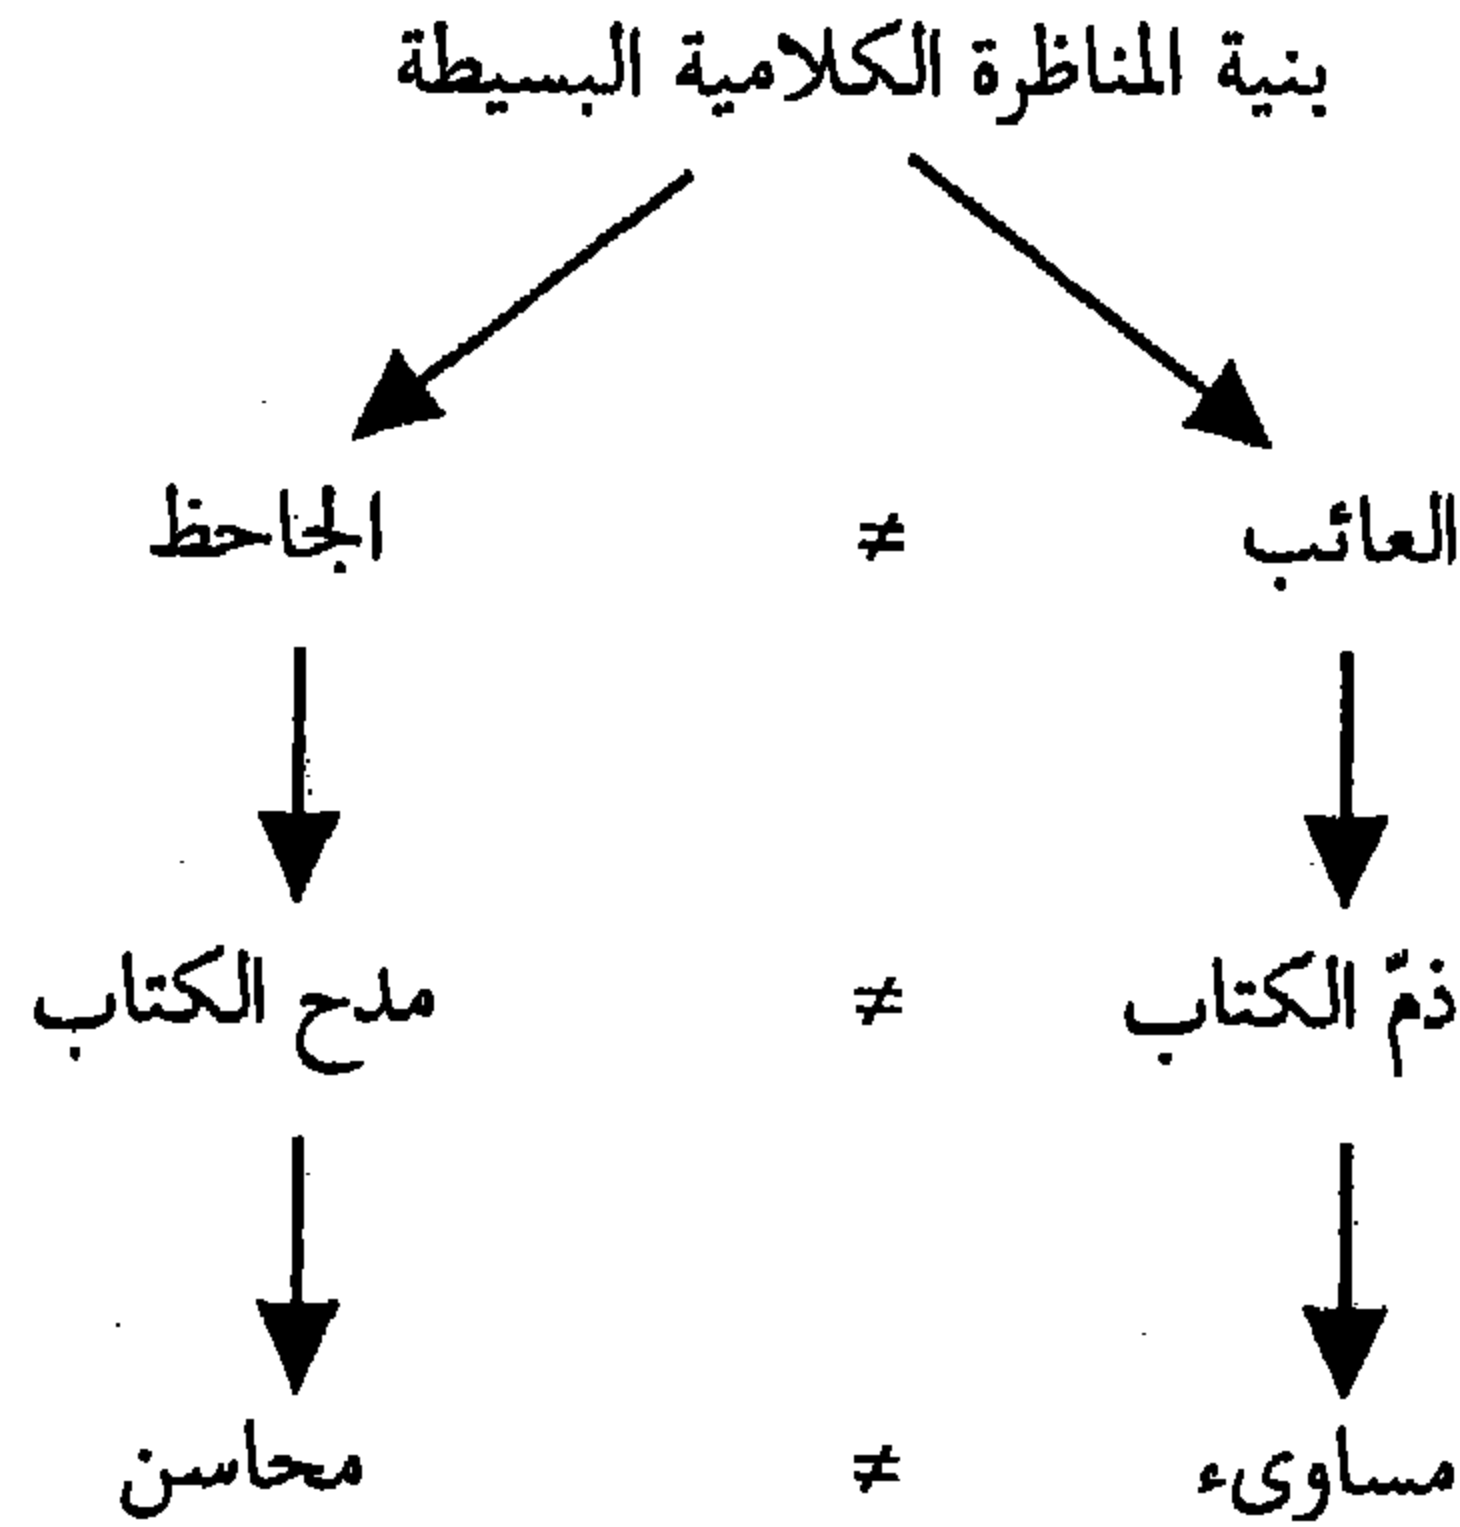 بنية المناظرة الكلامية البسيطة
العائب ≠ الجاحظ
ذمّ الكتاب ≠ مدح الكتاب
مساوىء ≠ محاسن